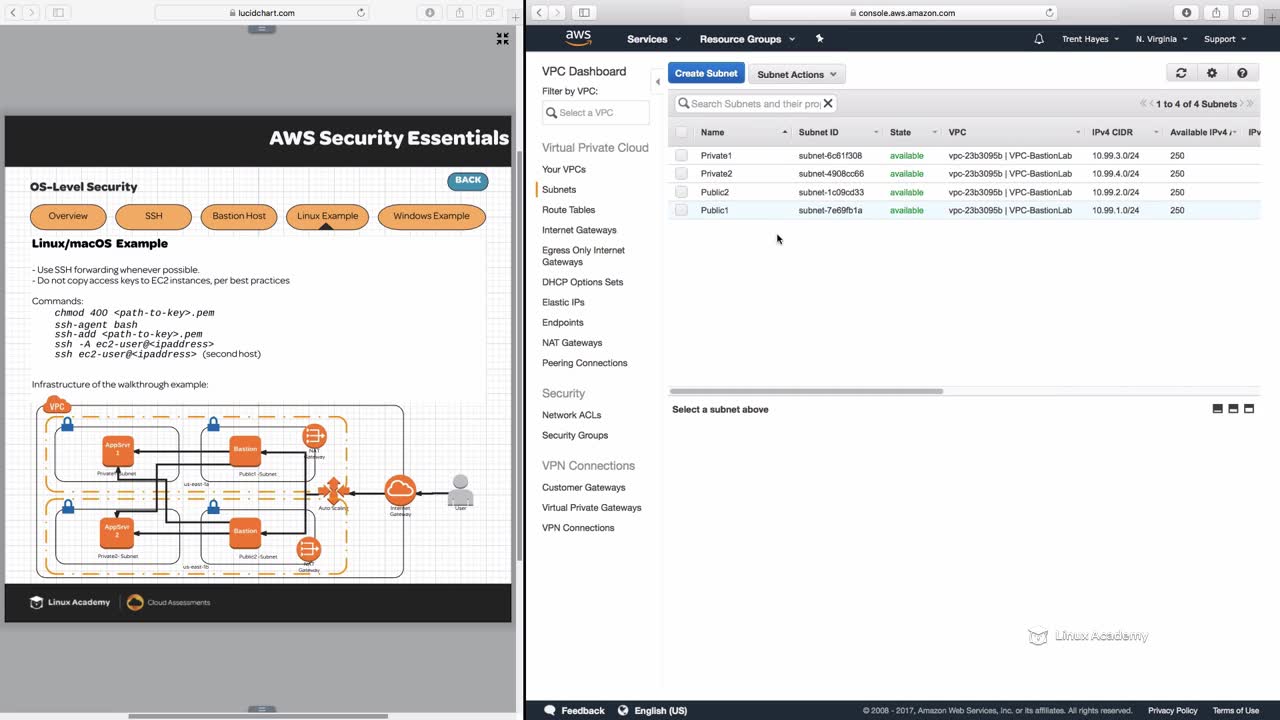 lucidchart.com
AWS Security Essentials
OS-Level Security
BACK
Overview
SSH
Bastion Host
Linux Example
Windows Example
Linux/macOS Example
- Use SSH forwarding whenever possible.
- Do not copy access keys to EC2 instances, per best practices
Commands:
chmod 400 <path-to-key>.pem
ssh-agent bash
ssh-add <path-to-key>.pem
ssh -A ec2-user@<ipaddress>
ssh ec2-user@<ipaddress> (second host)
Infrastructure of the walkthrough example:
VPC
AppSrvr
1
Bastion
NAT
Gateway
Private1-Subnet
Public1-Subnet
us-east-1a
Auto Scaling
Internet
Gateway
User
AppSrvr
2
Bastion
Private2-Subnet
Public2-Subnet
NAT
Gateway
us-east-1b
Linux Academy
Cloud Assessments
console.aws.amazon.com
aws
Services
Resource Groups
Trent Hayes
N. Virginia
Support
VPC Dashboard
Filter by VPC:
Select a VPC
Virtual Private Cloud
Your VPCs
Subnets
Route Tables
Internet Gateways
Egress Only Internet
Gateways
DHCP Options Sets
Elastic IPs
Endpoints
NAT Gateways
Peering Connections
Security
Network ACLs
Security Groups
VPN Connections
Customer Gateways
Virtual Private Gateways
VPN Connections
Create Subnet
Subnet Actions
Search Subnets and their prop
1 to 4 of 4 Subnets
Name Subnet ID State VPC IPv4 CIDR Available IPv4 IPv
Private1 subnet-6c61f308 available vpc-23b3095b | VPC-BastionLab 10.99.3.0/24 250
Private2 subnet-4908cc66 available vpc-23b3095b | VPC-BastionLab 10.99.4.0/24 250
Public2 subnet-1c09cd33 available vpc-23b3095b | VPC-BastionLab 10.99.2.0/24 250
Public1 subnet-7e69fb1a available vpc-23b3095b | VPC-BastionLab 10.99.1.0/24 250
Select a subnet above
Linux Academy
Feedback
English (US)
© 2008 - 2017, Amazon Web Services, Inc. or its affiliates. All rights reserved.
Privacy Policy
Terms of Use